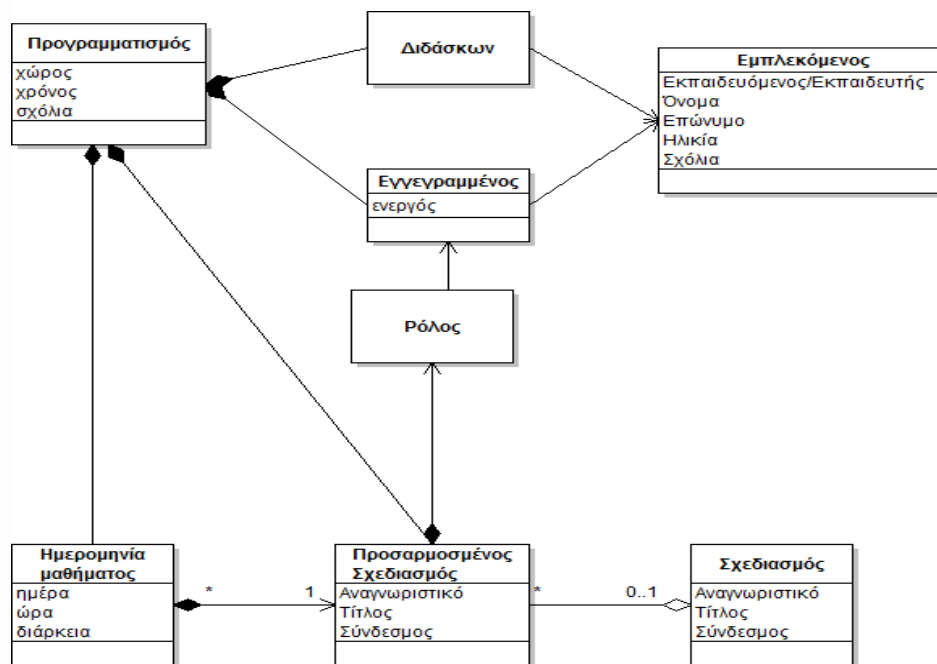 Προγραμματισμός
χώρος
χρόνος
σχόλια
Διδάσκων
Εμπλεκόμενος
Εκπαιδευόμενος/Εκπαιδευτής
Όνομα
Επώνυμο
Ηλικία
Σχόλια
Εγγεγραμμένος
ενεργός
Ρόλος
Ημερομηνία
μαθήματος
ημέρα
ώρα
διάρκεια
* 1
Προσαρμοσμένος
Σχεδιασμός
Αναγνωριστικό
Τίτλος
Σύνδεσμος
* 0..1
Σχεδιασμός
Αναγνωριστικό
Τίτλος
Σύνδεσμος